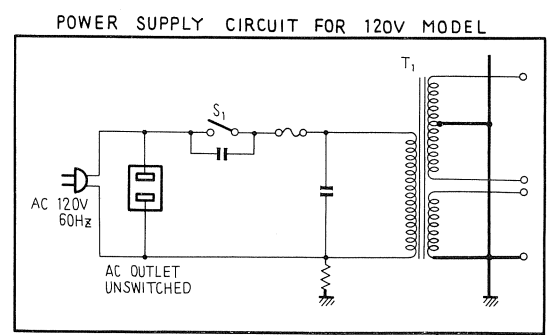 POWER SUPPLY CIRCUIT FOR 120V MODEL
T1
S1
AC 120V
60Hz
AC OUTLET
UNSWITCHED